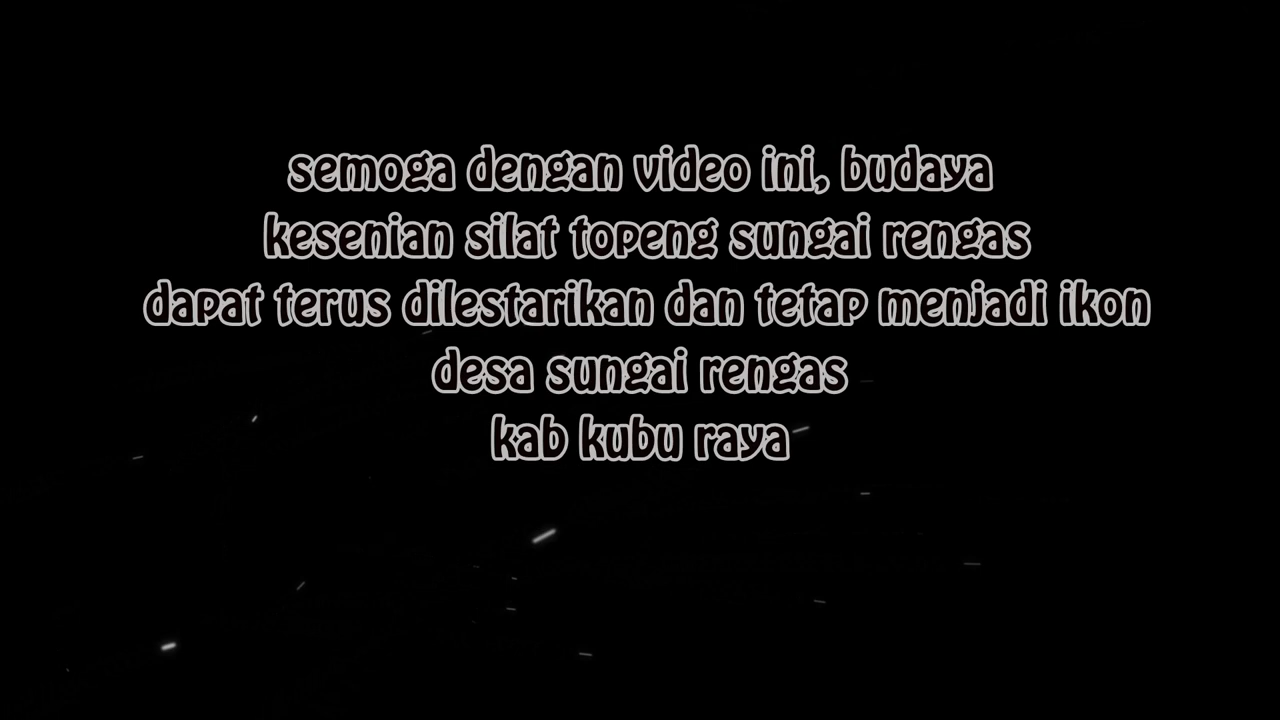 semoga dengan video ini, budaya
kesenian silat topeng sungai rengas
dapat terus dilestarikan dan tetap menjadi ikon
desa sungai rengas
kab kubu raya